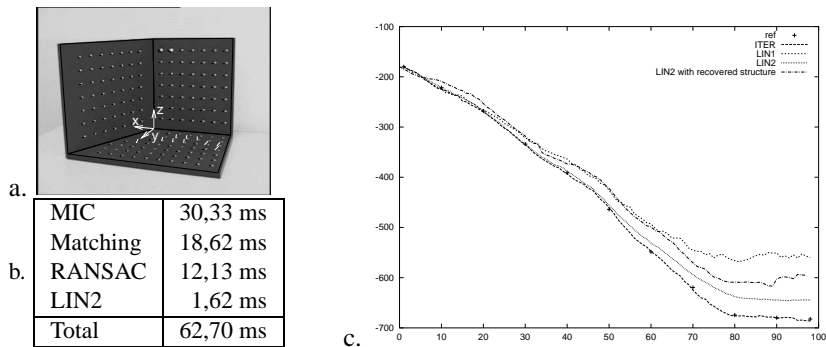 z
x
y
a.
MIC 30,33 ms
Matching 18,62 ms
b. RANSAC 12,13 ms
LIN2 1,62 ms
Total 62,70 ms
c.
-100
-200
-300
-400
-500
-600
-700
0 10 20 30 40 50 60 70 80 90 100
ref
ITER
LIN1
LIN2
LIN2 with recovered structure